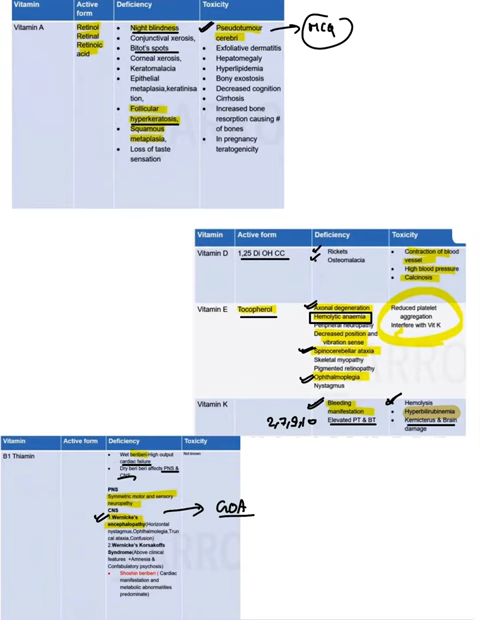 Vitamin Active form Deficiency Toxicity
Vitamin A
Retinol
Retinal
Retinoic
acid
• Night blindness
• Conjunctival xerosis,
• Bitot's spots
• Corneal xerosis,
• Keratomalacia
• Epithelial
metaplasia,keratinisa
tion,
• Follicular
hyperkeratosis,
• Squamous
metaplasia,
• Loss of taste
sensation
• Pseudotumour
cerebri
• Exfoliative dermatitis
• Hepatomegaly
• Hyperlipidemia
• Bony exostosis
• Decreased cognition
• Cirrhosis
• Increased bone
resorption causing #
of bones
• In pregnancy
teratogenicity
MCQ
Vitamin Active form Deficiency Toxicity
Vitamin D
1,25 Di OH CC
Rickets
Osteomalacia
• Contraction of blood
vessel
• High blood pressure
• Calcinosis
Vitamin E
Tocopherol
Axonal degeneration
Hemolytic anaemia
Peripheral neuropathy
Decreased position and
vibration sense
Spinocerebellar ataxia
Skeletal myopathy
Pigmented retinopathy
Ophthalmoplegia
Nystagmus
Reduced platelet
aggregation
Interfere with Vit K
Vitamin K
2,7,9,10
Bleeding
manifestation
Elevated PT & BT
Hemolysis
• Hyperbilirubinemia
• Kernicterus & Brain
damage
Vitamin Active form Deficiency Toxicity
B1 Thiamin
• Wet beriberi-High output
cardiac failure
• Dry beri beri affects PNS &
CNS
PNS
Symmetric motor and sensory
neuropathy
CNS
1.Wernicke's
encephalopathy(Horizontal
nystagmus,Ophthalmolegia,Trun
cal ataxia,Confusion)
2.Wernicke's Korsakoffs
Syndrome(Above clinical
features +Amnesia &
Confabulatory psychosis)
• Shoshin beriberi ( Cardiac
manifestation and
metabolic abnormalities
predominate)
Not known
GOA